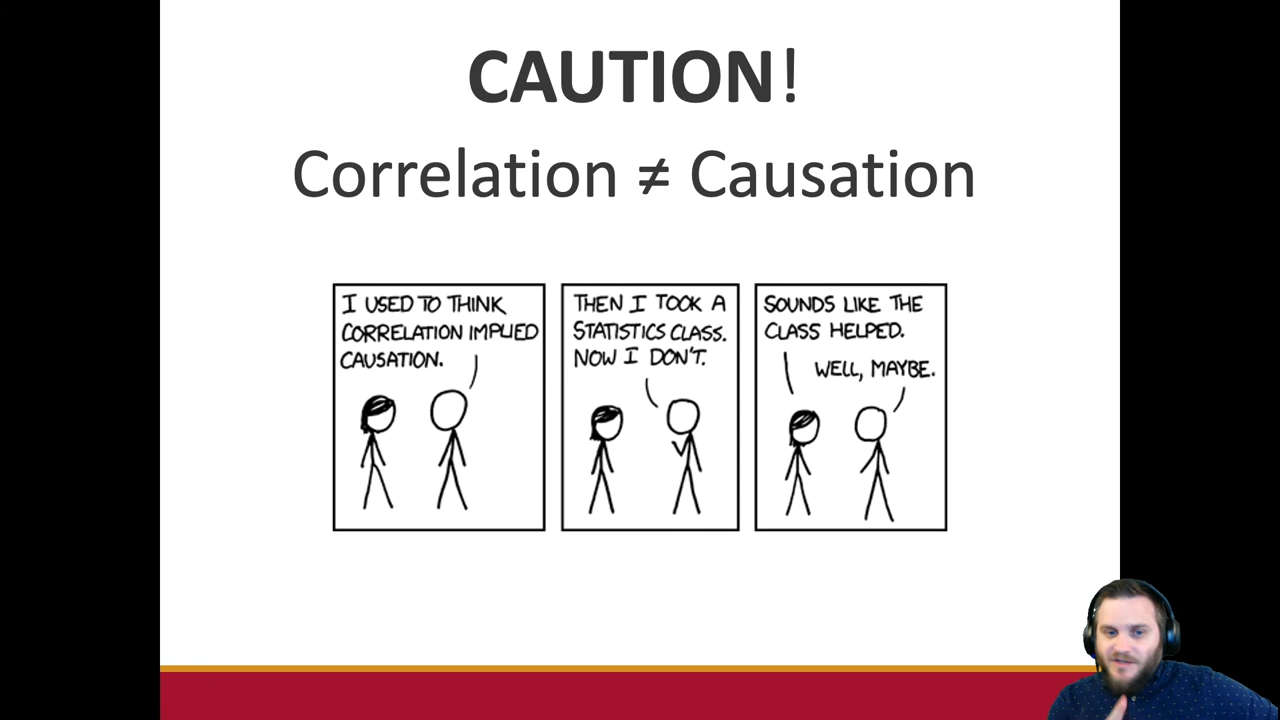 CAUTION!
Correlation ≠ Causation
I USED TO THINK
CORRELATION IMPLIED
CAUSATION.
THEN I TOOK A
STATISTICS CLASS.
NOW I DON'T.
SOUNDS LIKE THE
CLASS HELPED.
WELL, MAYBE.